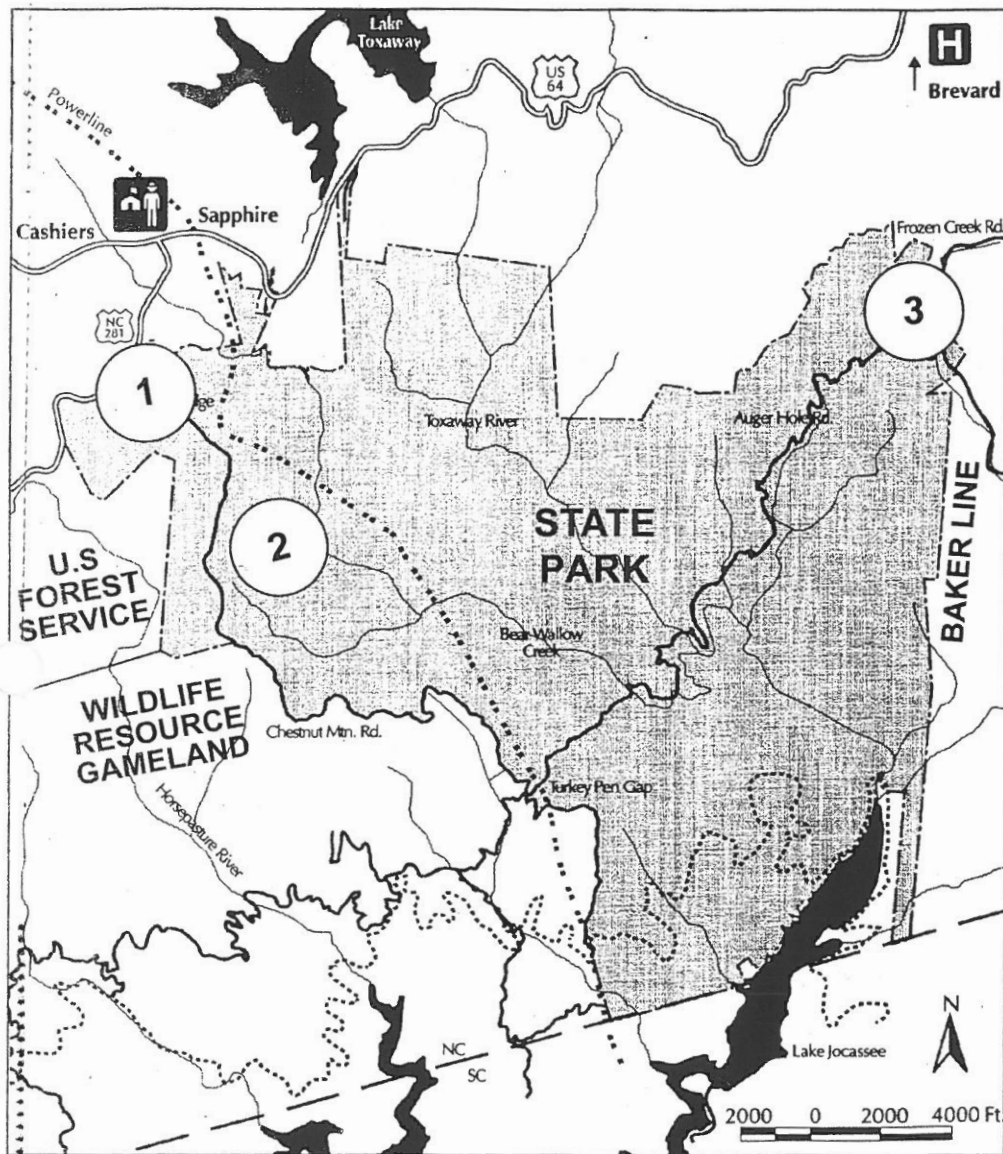 Lake
Toxaway
US
64
H
Brevard
Powerline
Sapphire
Cashiers
Frozen Creek Rd.
NC
281
1
3
Toxaway River
Auger Hole Rd.
2
STATE
PARK
BAKER LINE
U.S
FOREST
SERVICE
Bear Wallow
Creek
WILDLIFE
RESOURCE
GAMELAND
Chestnut Mtn. Rd.
Turkey Pen Gap
Horsepasture River
NC
SC
Lake Jocassee
N
2000 0 2000 4000 Ft.